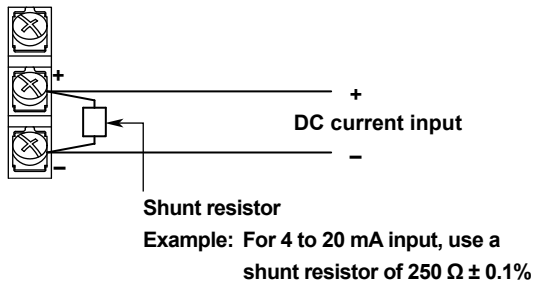 +
+
DC current input
–
–
Shunt resistor
Example: For 4 to 20 mA input, use a
shunt resistor of 250 Ω ± 0.1%